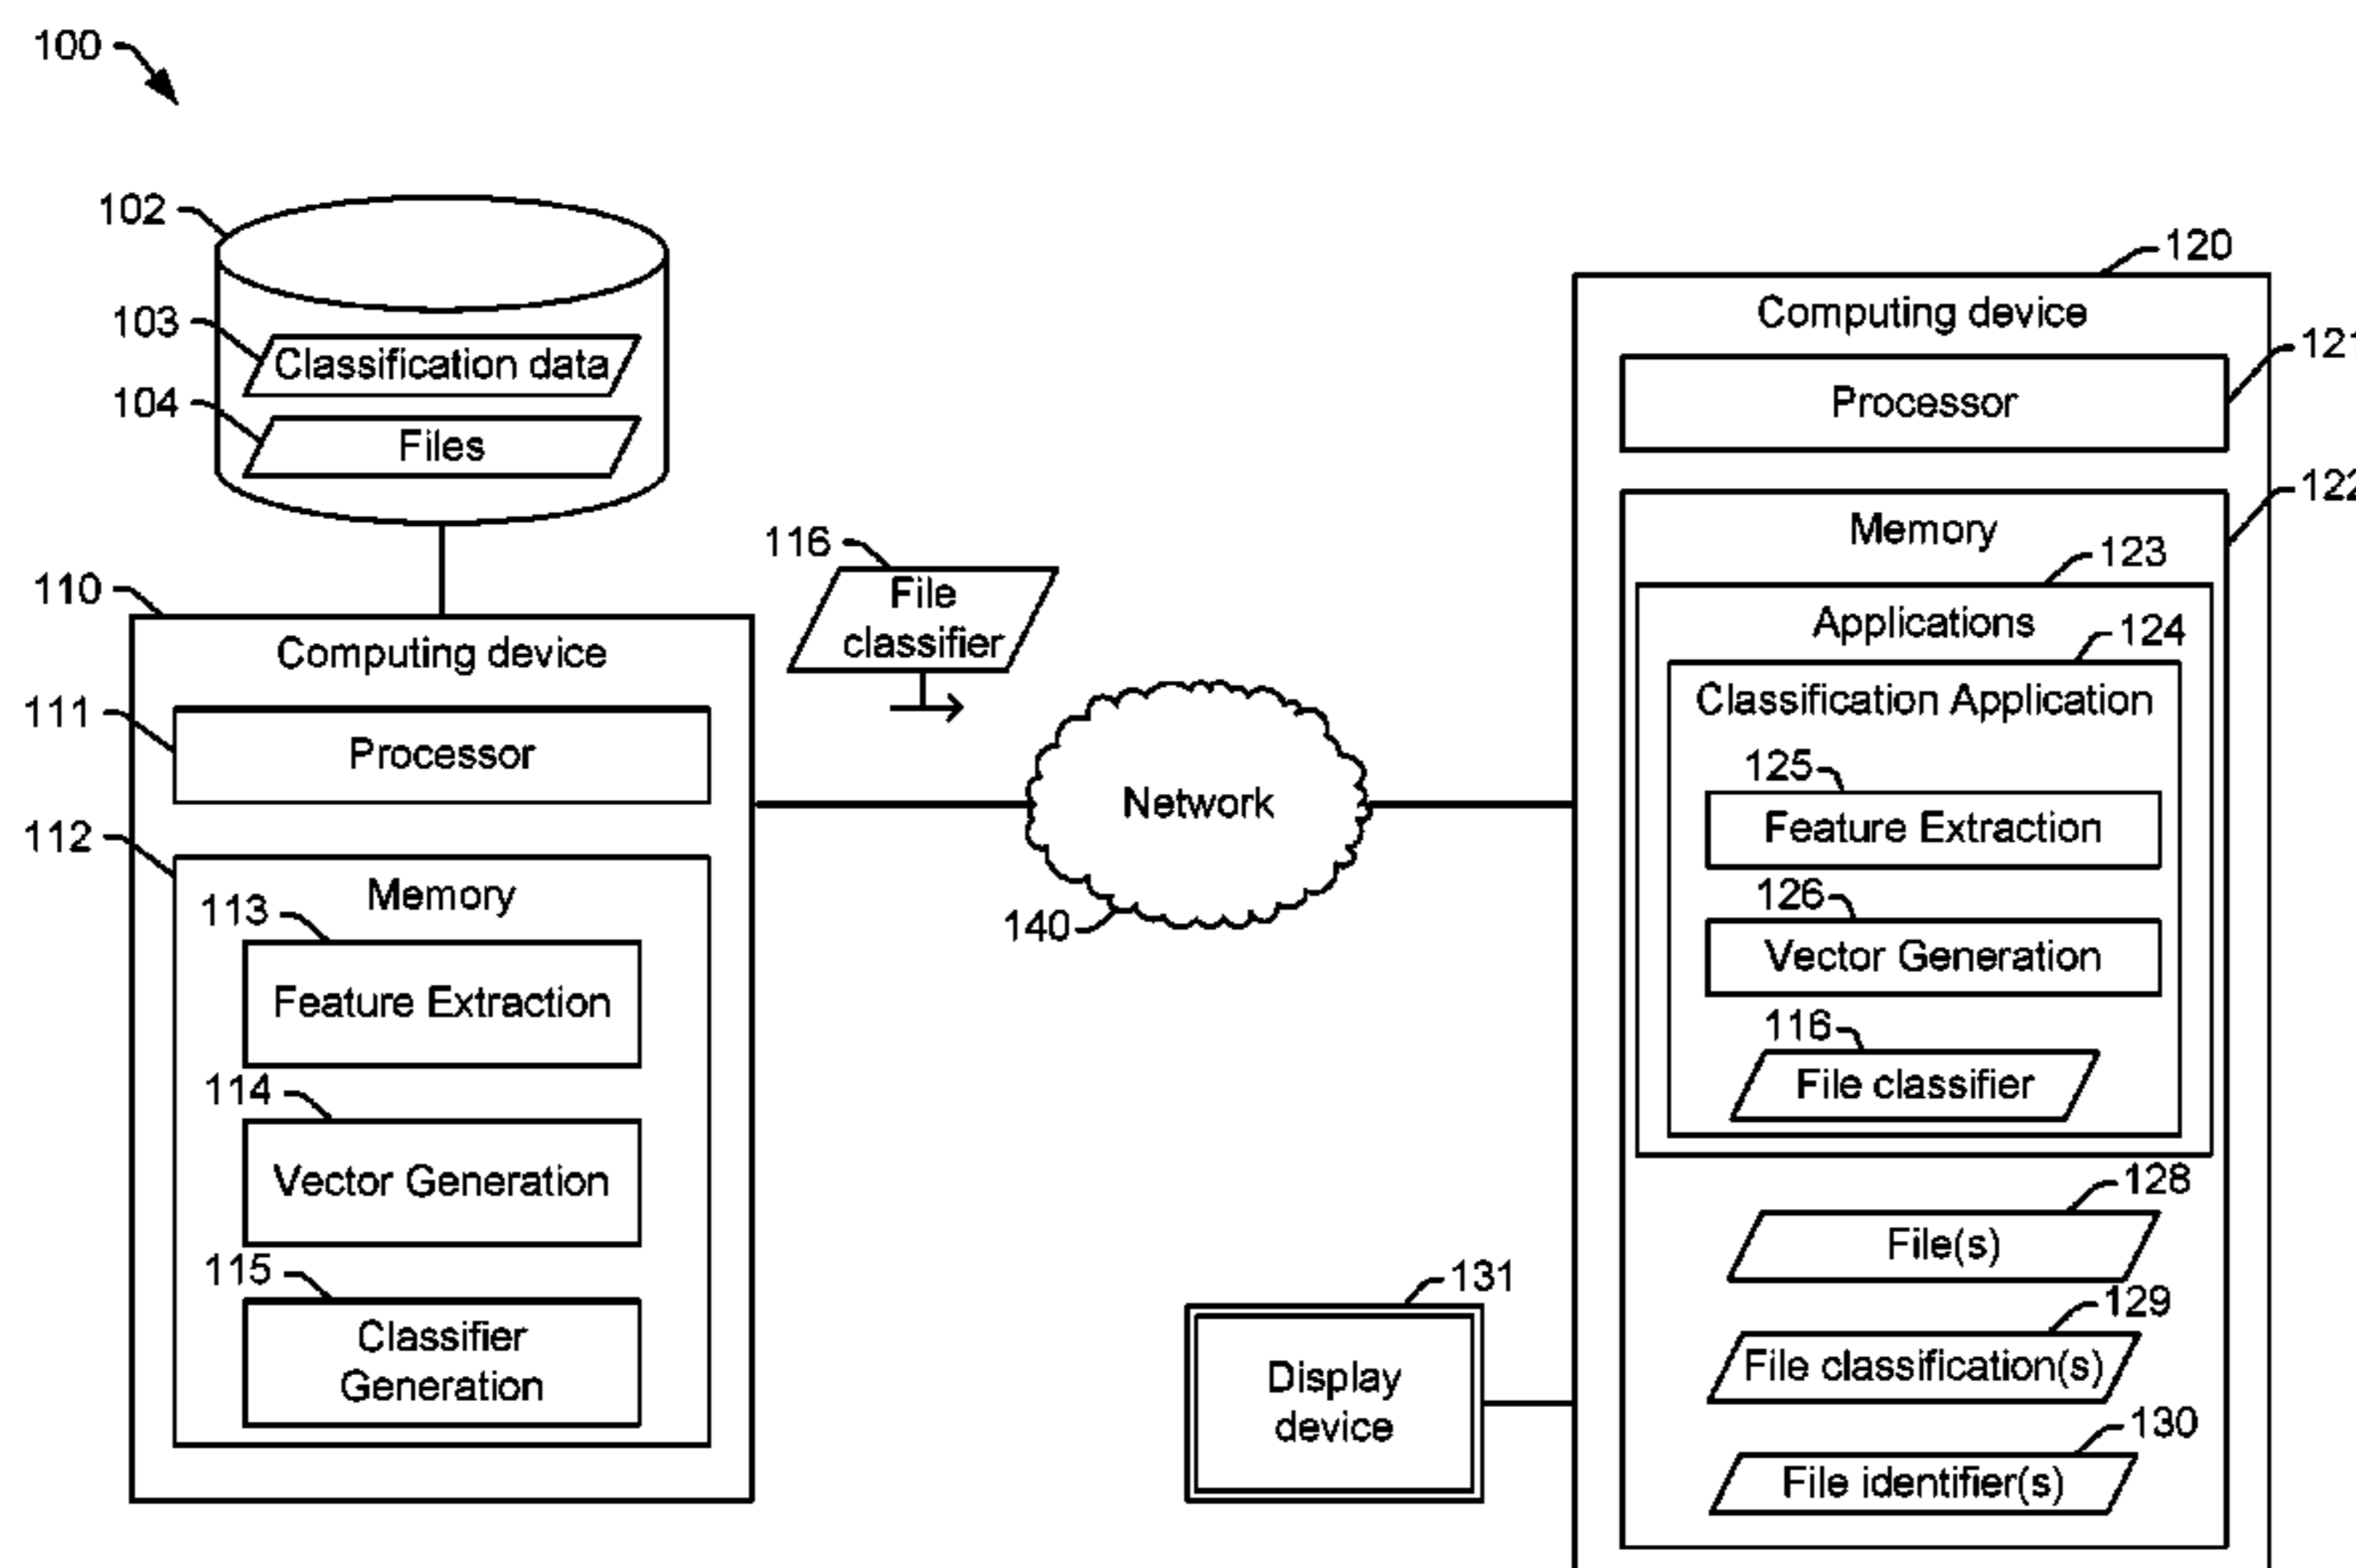 100
102
103
Classification data
104
Files
110
Computing device
111
Processor
112
Memory
113
Feature Extraction
114
Vector Generation
115
Classifier
Generation
116
File
classifier
Network
140
120
Computing device
121
Processor
122
Memory
123
Applications
124
Classification Application
125
Feature Extraction
126
Vector Generation
116
File classifier
128
File(s)
129
File classification(s)
130
File identifier(s)
131
Display
device